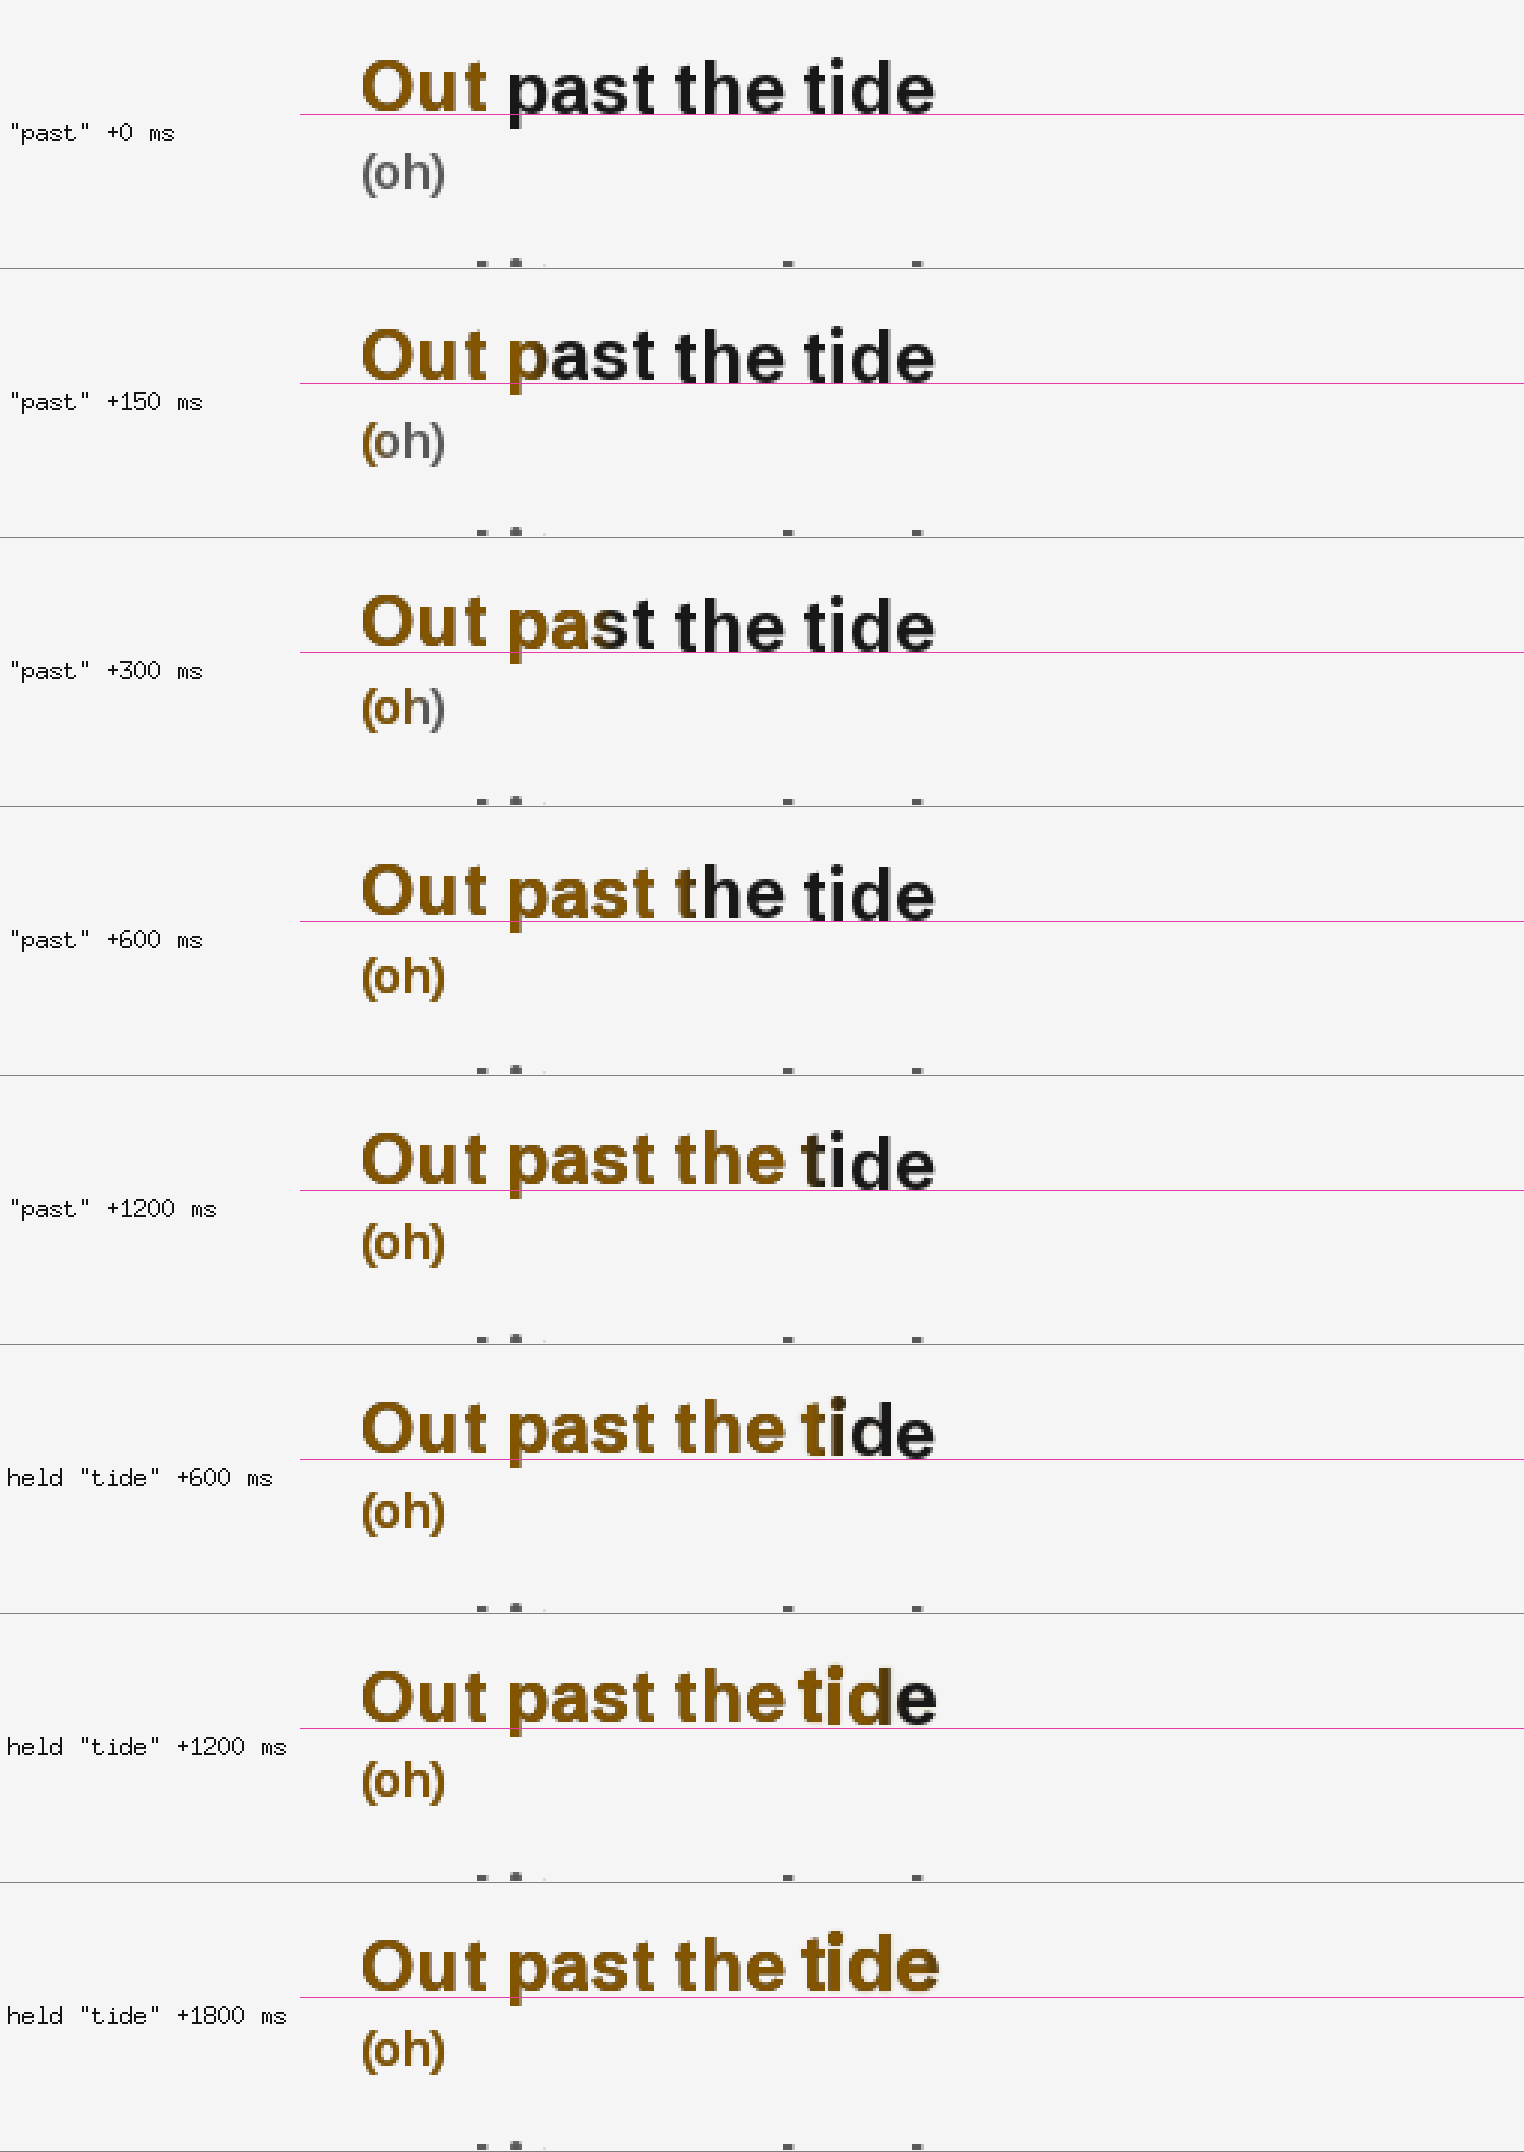 Out past the tide
"past" +0 ms
(oh)
Out past the tide
"past" +150 ms
(oh)
Out past the tide
"past" +300 ms
(oh)
Out past the tide
"past" +600 ms
(oh)
Out past the tide
"past" +1200 ms
(oh)
Out past the tide
held "tide" +600 ms
(oh)
Out past the tide
held "tide" +1200 ms
(oh)
Out past the tide
held "tide" +1800 ms
(oh)